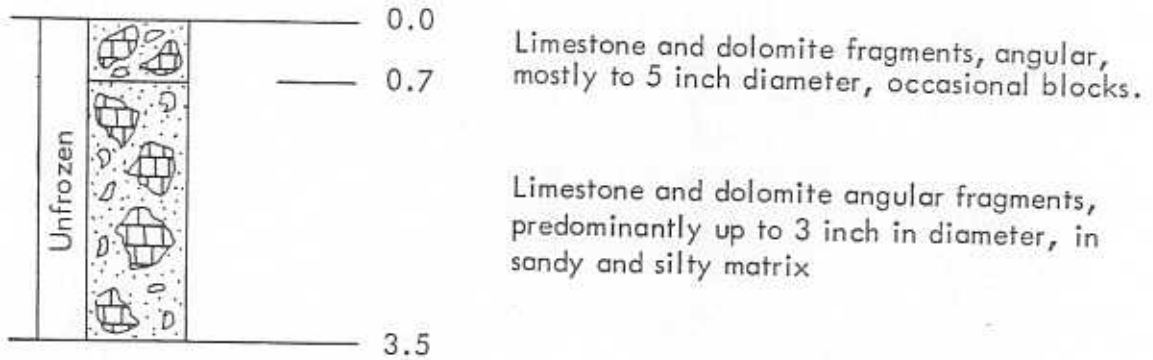 0.0
Limestone and dolomite fragments, angular,
mostly to 5 inch diameter, occasional blocks.
0.7
Unfrozen
Limestone and dolomite angular fragments,
predominantly up to 3 inch in diameter, in
sandy and silty matrix
3.5